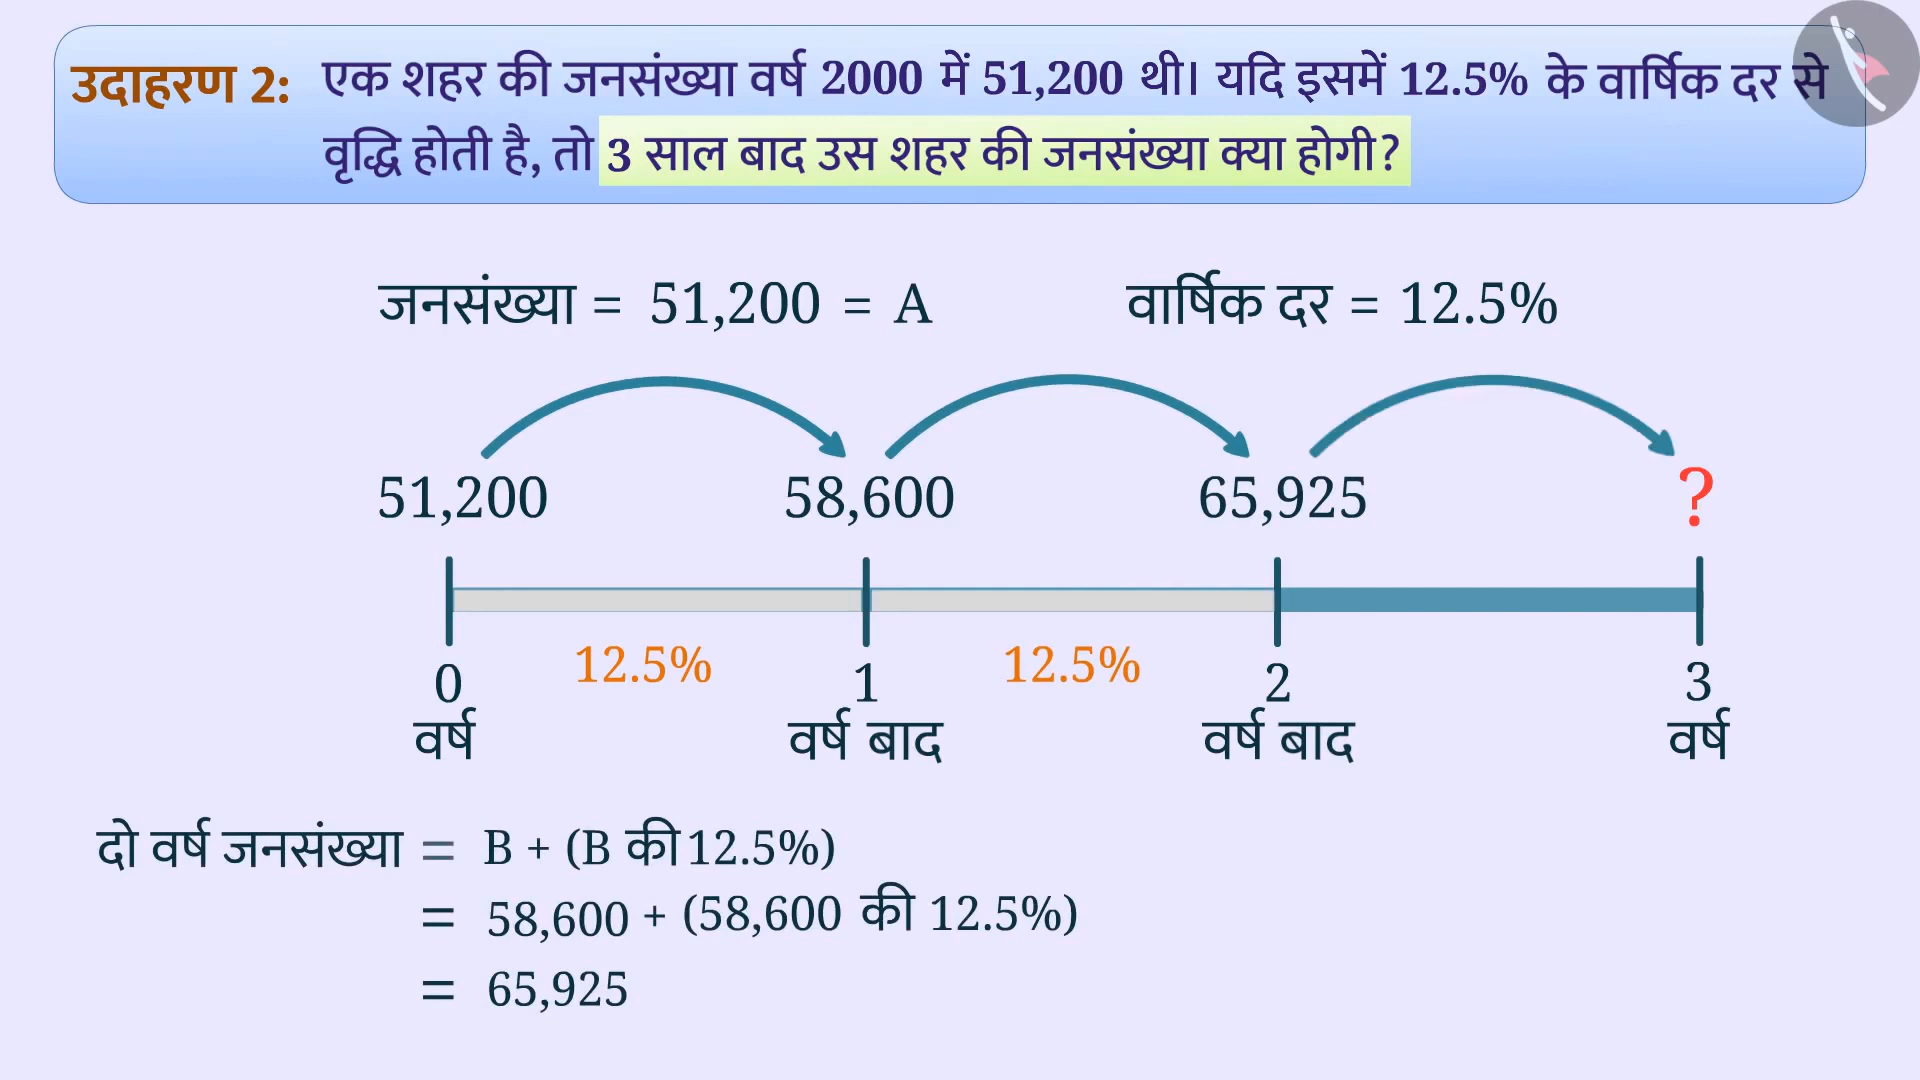 उदाहरण 2: एक शहर की जनसंख्या वर्ष 2000 में 51,200 थी। यदि इसमें 12.5% के वार्षिक दर से
वृद्धि होती है, तो 3 साल बाद उस शहर की जनसंख्या क्या होगी?
जनसंख्या = 51,200 = A वार्षिक दर = 12.5%
51,200 58,600 65,925 ?
12.5% 12.5%
0 1 2 3
वर्ष वर्ष बाद वर्ष बाद वर्ष
दो वर्ष जनसंख्या = B + (B की 12.5%)
= 58,600 + (58,600 की 12.5%)
= 65,925